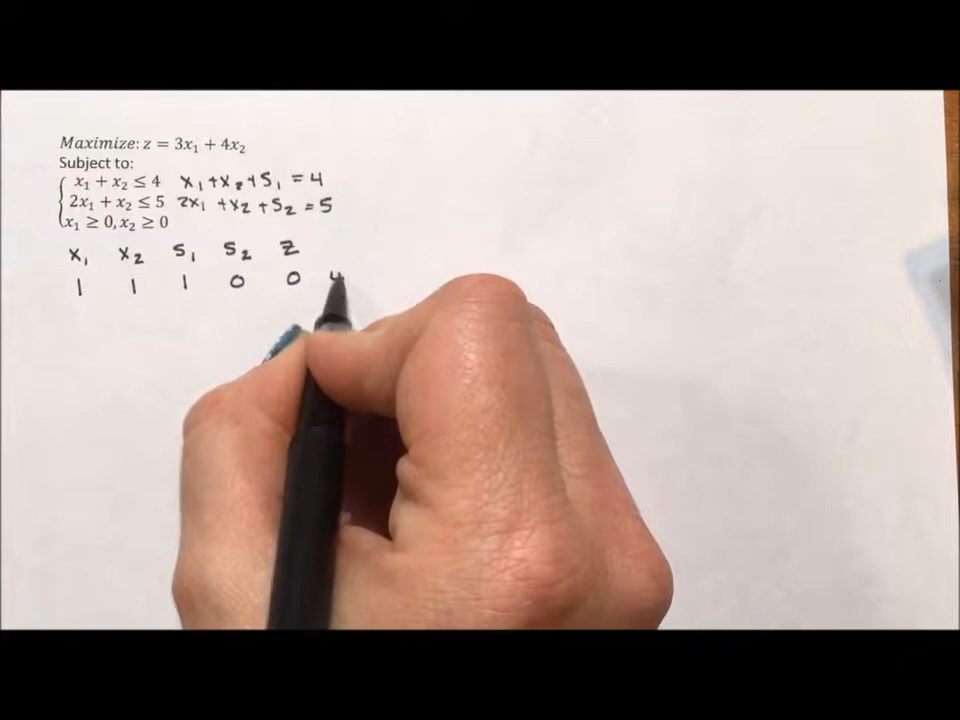 Maximize: z = 3x₁ + 4x₂
Subject to:
x₁ + x₂ ≤ 4 x₁ + x₂ + S₁ = 4
2x₁ + x₂ ≤ 5 2x₁ + x₂ + S₂ = 5
x₁ ≥ 0, x₂ ≥ 0
x₁ x₂ S₁ S₂ Z
1 1 1 0 0 4